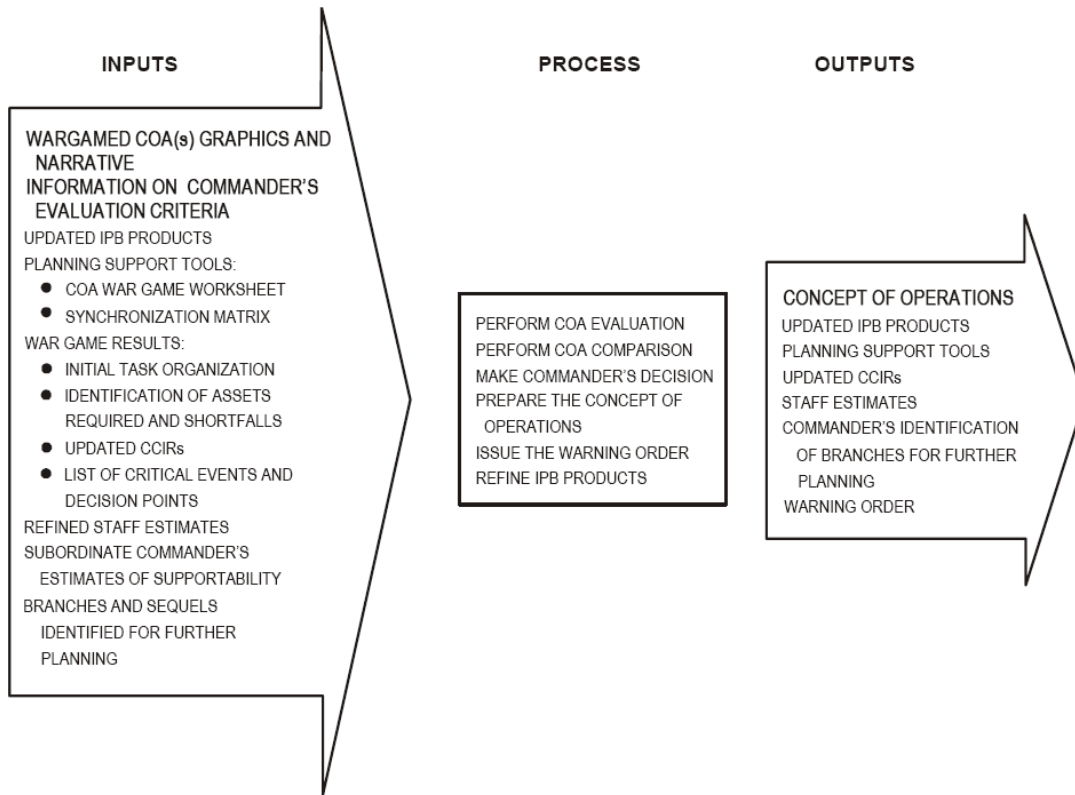 INPUTS
WARGAMED COA(s) GRAPHICS AND
NARRATIVE
INFORMATION ON COMMANDER'S
EVALUATION CRITERIA
UPDATED IPB PRODUCTS
PLANNING SUPPORT TOOLS:
● COA WAR GAME WORKSHEET
● SYNCHRONIZATION MATRIX
WAR GAME RESULTS:
● INITIAL TASK ORGANIZATION
● IDENTIFICATION OF ASSETS
REQUIRED AND SHORTFALLS
● UPDATED CCIRs
● LIST OF CRITICAL EVENTS AND
DECISION POINTS
REFINED STAFF ESTIMATES
SUBORDINATE COMMANDER'S
ESTIMATES OF SUPPORTABILITY
BRANCHES AND SEQUELS
IDENTIFIED FOR FURTHER
PLANNING
PROCESS
PERFORM COA EVALUATION
PERFORM COA COMPARISON
MAKE COMMANDER'S DECISION
PREPARE THE CONCEPT OF
OPERATIONS
ISSUE THE WARNING ORDER
REFINE IPB PRODUCTS
OUTPUTS
CONCEPT OF OPERATIONS
UPDATED IPB PRODUCTS
PLANNING SUPPORT TOOLS
UPDATED CCIRs
STAFF ESTIMATES
COMMANDER'S IDENTIFICATION
OF BRANCHES FOR FURTHER
PLANNING
WARNING ORDER